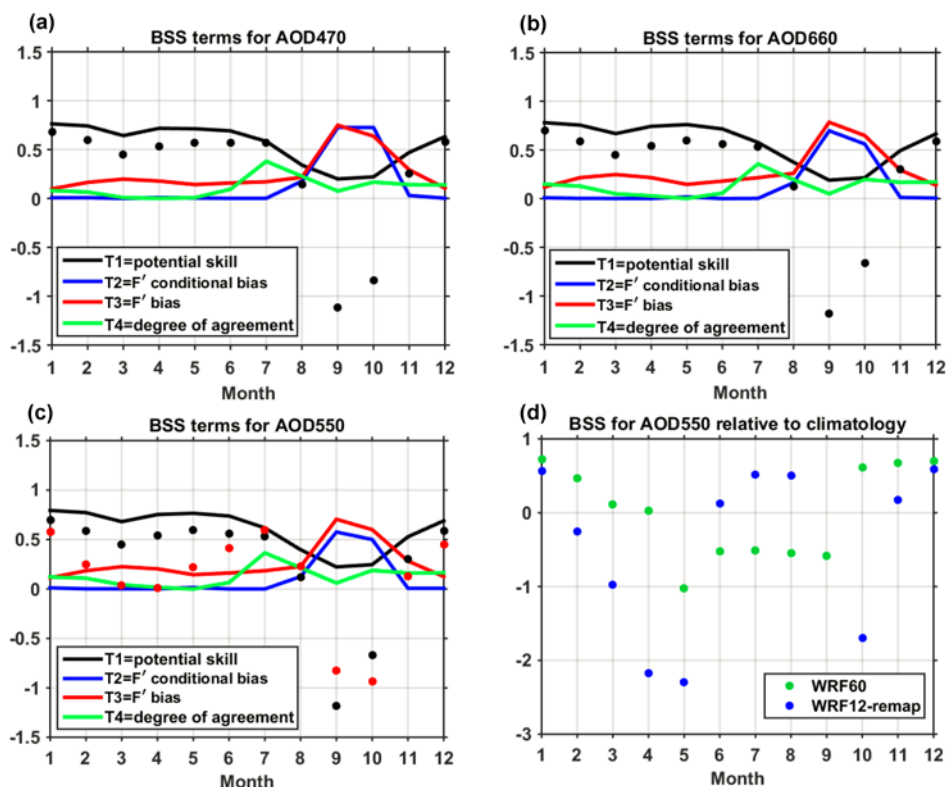 (a)
BSS terms for AOD470
1.5
1
0.5
0
-0.5
-1
-1.5
T1=potential skill
T2=F′ conditional bias
T3=F′ bias
T4=degree of agreement
1 2 3 4 5 6 7 8 9 10 11 12
Month
(b)
BSS terms for AOD660
1.5
1
0.5
0
-0.5
-1
-1.5
T1=potential skill
T2=F′ conditional bias
T3=F′ bias
T4=degree of agreement
1 2 3 4 5 6 7 8 9 10 11 12
Month
(c)
BSS terms for AOD550
1.5
1
0.5
0
-0.5
-1
-1.5
T1=potential skill
T2=F′ conditional bias
T3=F′ bias
T4=degree of agreement
1 2 3 4 5 6 7 8 9 10 11 12
Month
(d)
BSS for AOD550 relative to climatology
1
0
-1
-2
-3
WRF60
WRF12-remap
1 2 3 4 5 6 7 8 9 10 11 12
Month